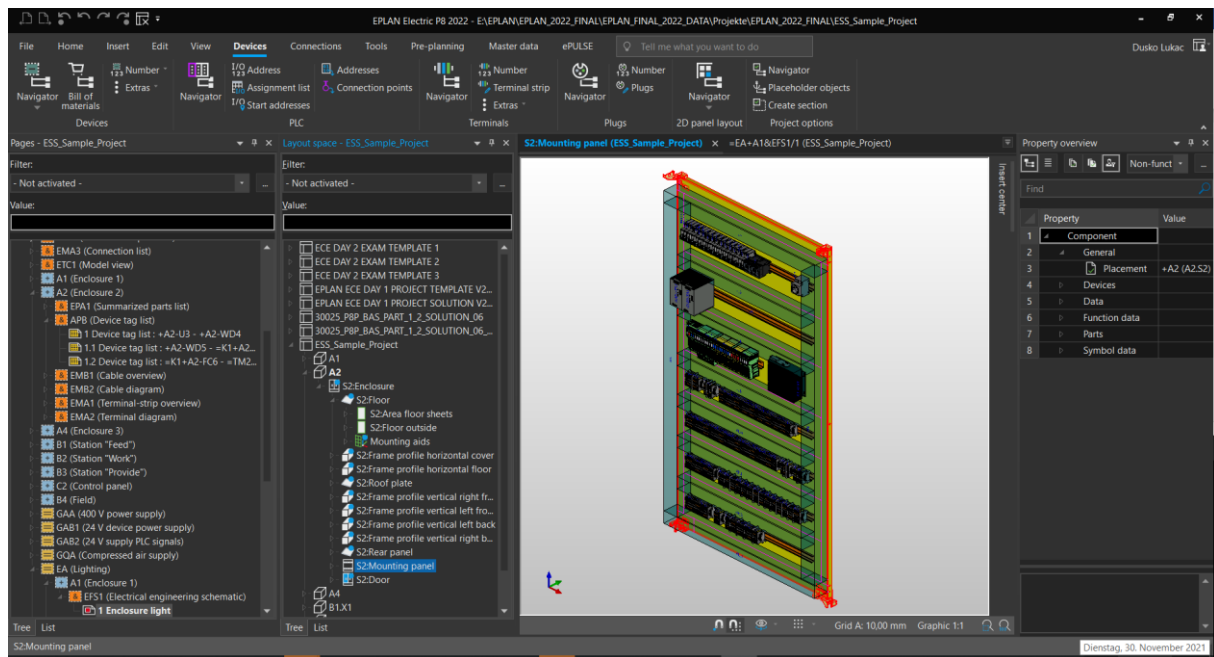 EPLAN Electric P8 2022 - E:\EPLAN\EPLAN_2022_FINAL\EPLAN_FINAL_2022_DATA\Projekte\EPLAN_2022_FINAL\ESS_Sample_Project
File Home Insert Edit View Devices Connections Tools Pre-planning Master data ePULSE Tell me what you want to do Dusko Lukac
Navigator
Bill of materials
Number
Extras
Devices
Navigator
Address
Assignment list
Start addresses
Addresses
Connection points
PLC
Navigator
Number
Terminal strip
Extras
Terminals
Navigator
Number
Plugs
Plugs
Navigator
2D panel layout
Navigator
Placeholder objects
Create section
Project options
Pages - ESS_Sample_Project
Filter:
- Not activated -
...
Value:
EMA3 (Connection list)
ETC1 (Model view)
A1 (Enclosure 1)
A2 (Enclosure 2)
EPA1 (Summarized parts list)
APB (Device tag list)
1 Device tag list : +A2-U3 - +A2-WD4
1.1 Device tag list : +A2-WD5 - =K1+A2...
1.2 Device tag list : =K1+A2-FC6 - =TM2...
EMB1 (Cable overview)
EMB2 (Cable diagram)
EMA1 (Terminal-strip overview)
EMA2 (Terminal diagram)
A4 (Enclosure 3)
B1 (Station "Feed")
B2 (Station "Work")
B3 (Station "Provide")
C2 (Control panel)
B4 (Field)
GAA (400 V power supply)
GAB1 (24 V device power supply)
GAB2 (24 V supply PLC signals)
GQA (Compressed air supply)
EA (Lighting)
A1 (Enclosure 1)
EFS1 (Electrical engineering schematic)
1 Enclosure light
Tree List
Layout space - ESS_Sample_Project
Filter:
- Not activated -
...
Value:
ECE DAY 2 EXAM TEMPLATE 1
ECE DAY 2 EXAM TEMPLATE 2
ECE DAY 2 EXAM TEMPLATE 3
EPLAN ECE DAY 1 PROJECT TEMPLATE V2...
EPLAN ECE DAY 1 PROJECT SOLUTION V2...
30025_P8P_BAS_PART_1_2_SOLUTION_06
30025_P8P_BAS_PART_1_2_SOLUTION_06_...
ESS_Sample_Project
A1
A2
S2:Enclosure
S2:Floor
S2:Area floor sheets
S2:Floor outside
Mounting aids
S2:Frame profile horizontal cover
S2:Frame profile horizontal floor
S2:Roof plate
S2:Frame profile vertical right fr...
S2:Frame profile vertical left fro...
S2:Frame profile vertical left back
S2:Frame profile vertical right b...
S2:Rear panel
S2:Mounting panel
S2:Door
A4
B1.X1
Tree List
S2:Mounting panel (ESS_Sample_Project) =EA+A1&EFS1/1 (ESS_Sample_Project)
Insert center
Grid A: 10,00 mm Graphic 1:1
Property overview
Non-funct
...
Find
Property Value
1 Component
2 General
3 Placement +A2 (A2.S2)
4 Devices
5 Data
6 Function data
7 Parts
8 Symbol data
S2:Mounting panel
Dienstag, 30. November 2021